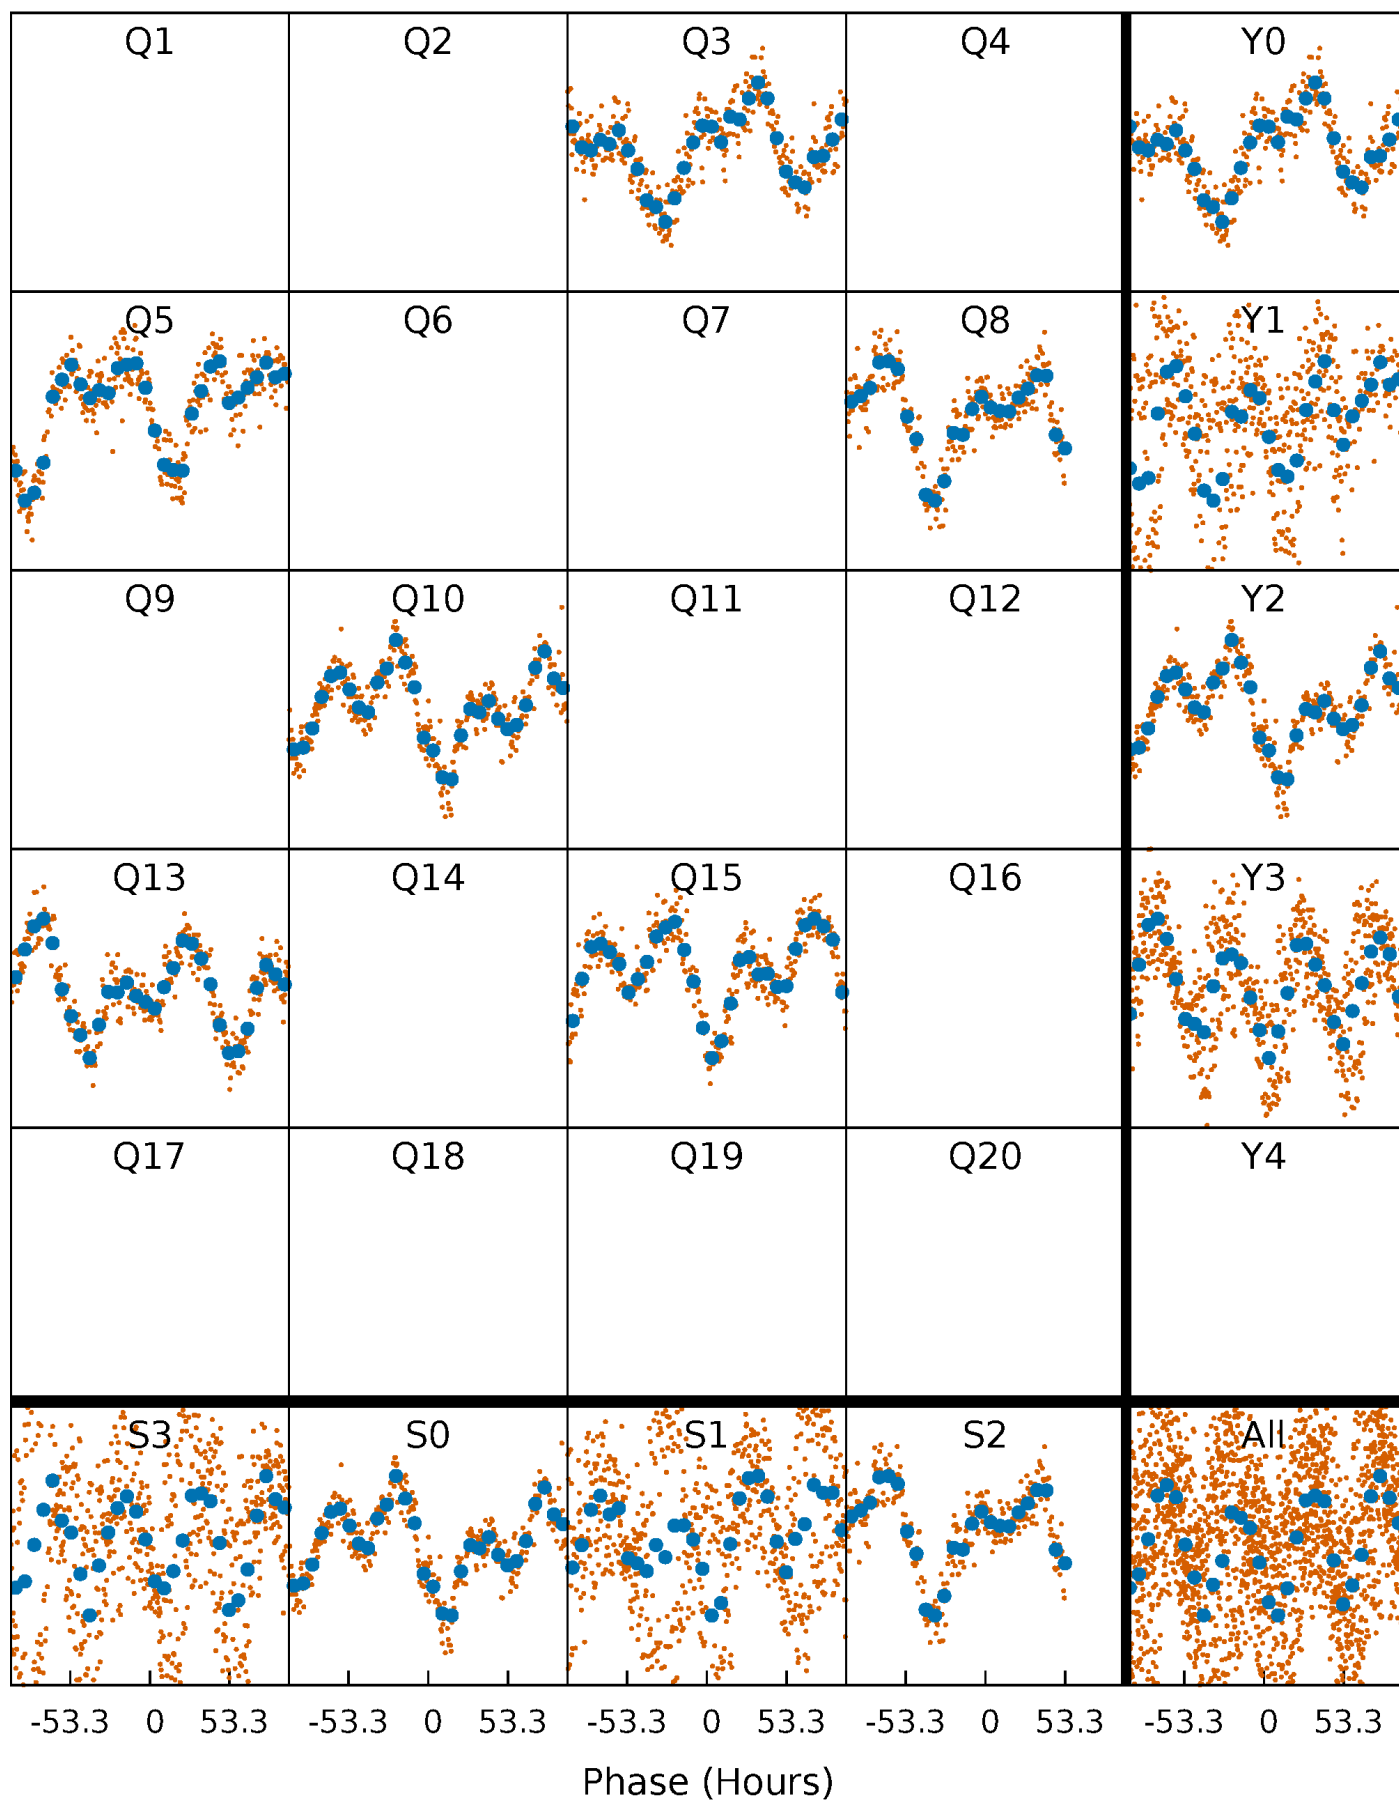 Q1 Q2 Q3 Q4 Y0
Q5 Q6 Q7 Q8 Y1
Q9 Q10 Q11 Q12 Y2
Q13 Q14 Q15 Q16 Y3
Q17 Q18 Q19 Q20 Y4
S3 S0 S1 S2 All
-53.3 0 53.3 -53.3 0 53.3 -53.3 0 53.3 -53.3 0 53.3 -53.3 0 53.3
Phase (Hours)